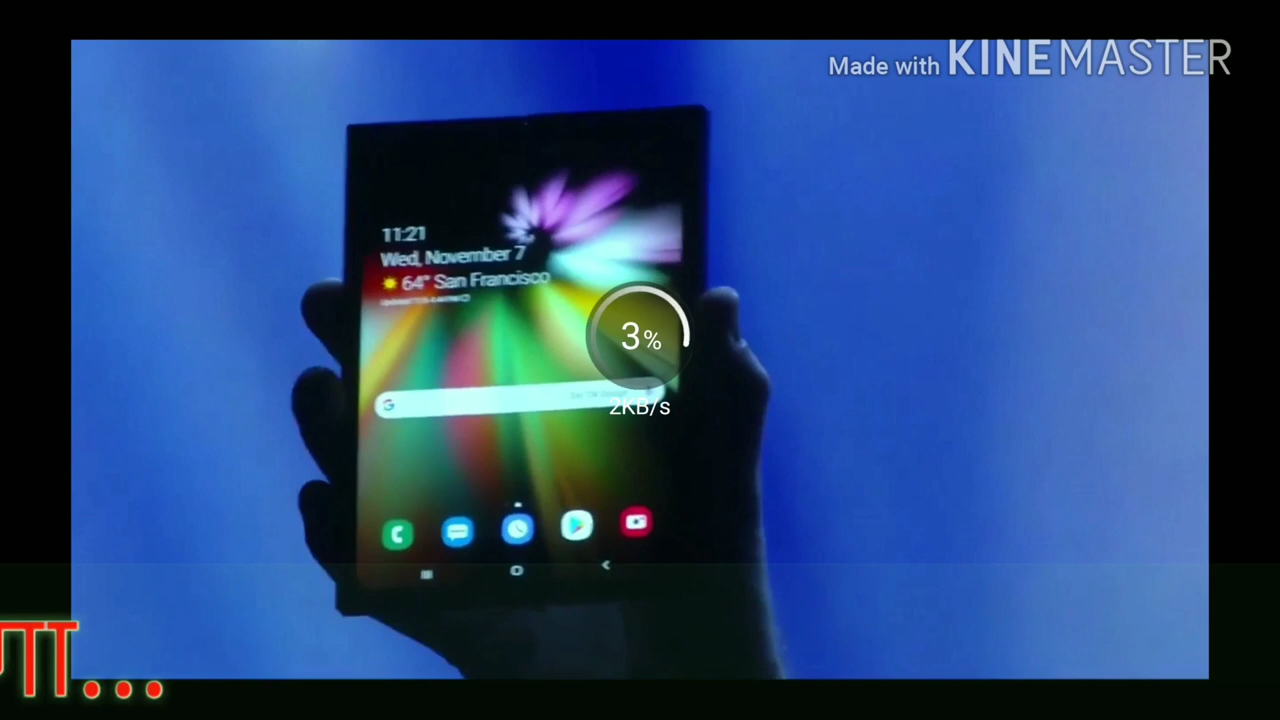 Made with KINEMASTER
11:21
Wed, November 7
64° San Francisco
3%
2KB/s
गा...